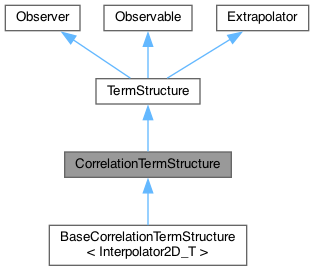 Observer
Observable
Extrapolator
TermStructure
CorrelationTermStructure
BaseCorrelationTermStructure
< Interpolator2D_T >